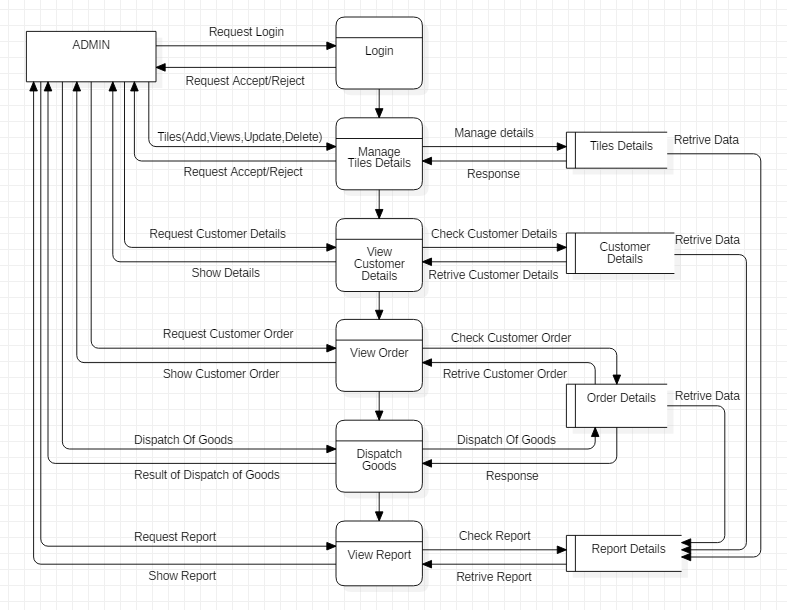 Request Login
ADMIN
Login
Request Accept/Reject
Tiles(Add,Views,Update,Delete)
Manage
Tiles Details
Manage details
Tiles Details
Retrive Data
Request Accept/Reject
Response
Request Customer Details
View
Customer
Details
Check Customer Details
Customer
Details
Retrive Data
Show Details
Retrive Customer Details
Request Customer Order
View Order
Check Customer Order
Show Customer Order
Retrive Customer Order
Order Details
Retrive Data
Dispatch Of Goods
Dispatch
Goods
Dispatch Of Goods
Result of Dispatch of Goods
Response
Request Report
View Report
Check Report
Report Details
Show Report
Retrive Report